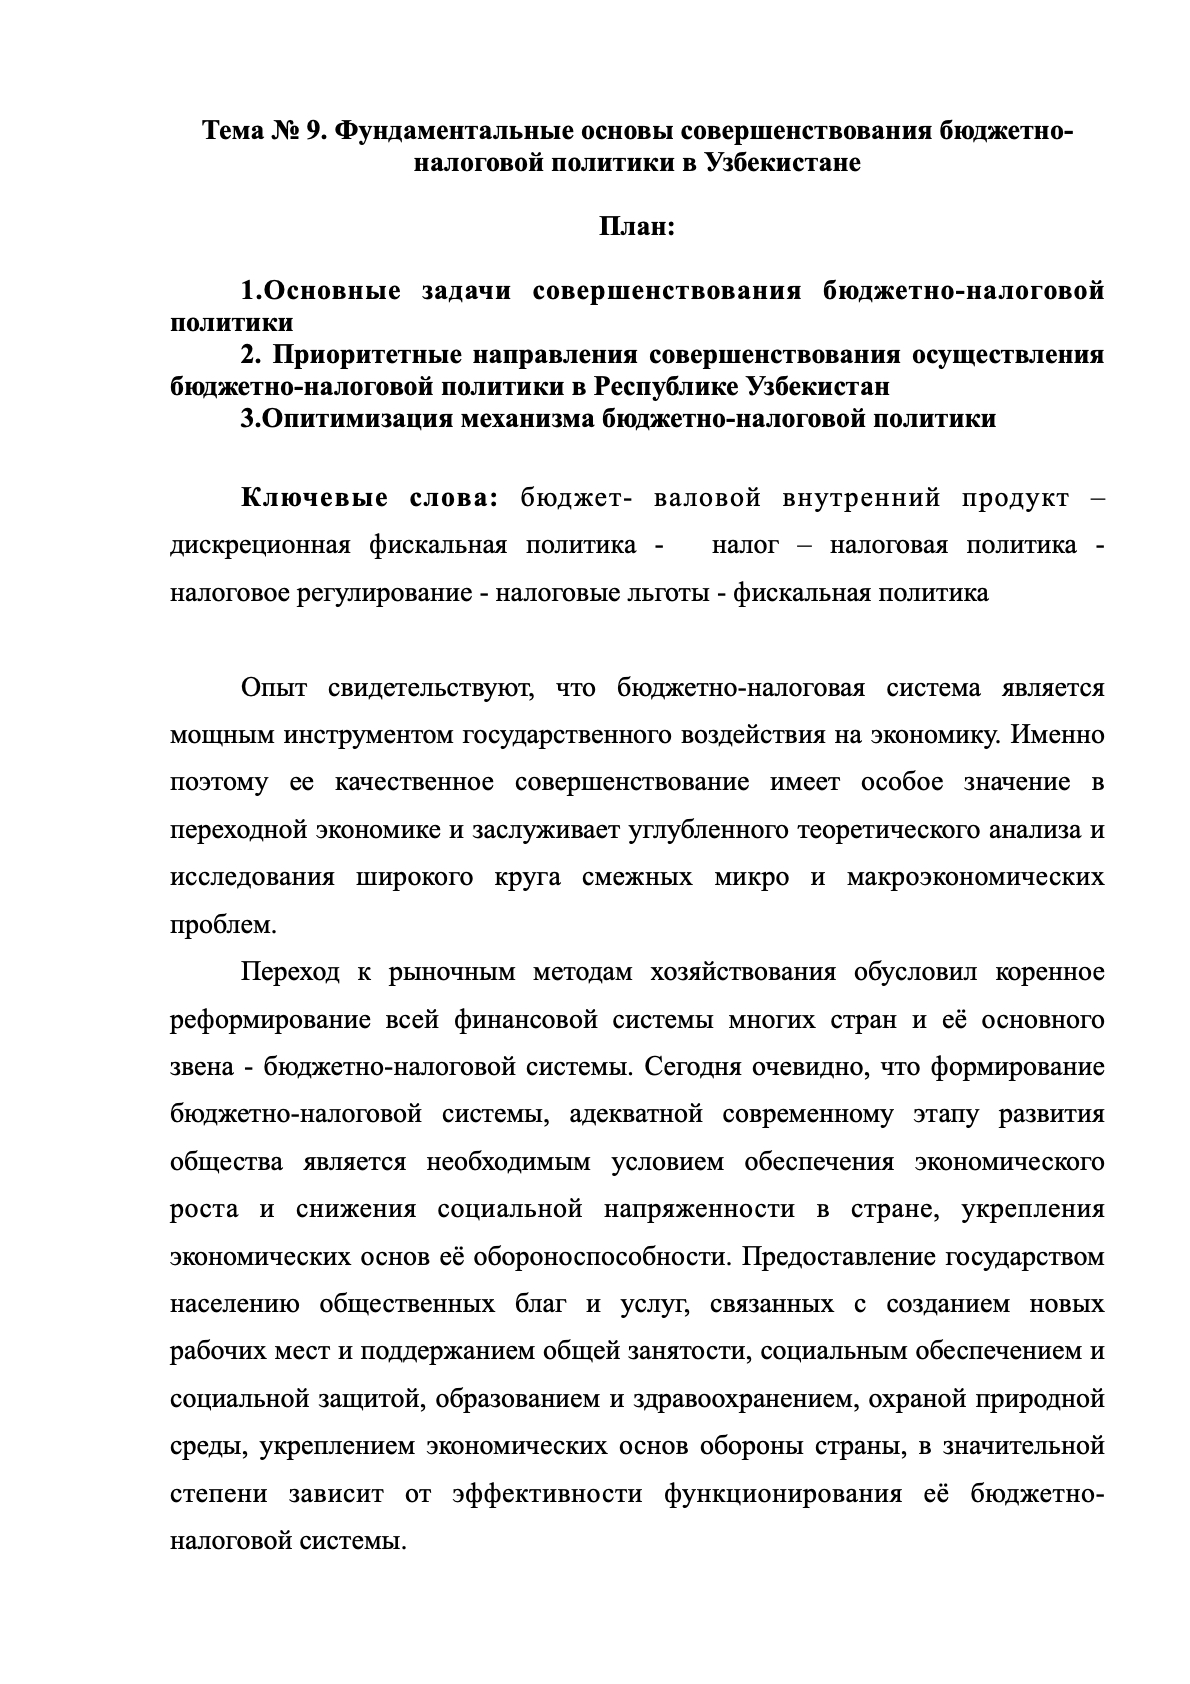 Тема № 9. Фундаментальные основы совершенствования бюджетно-
налоговой политики в Узбекистане
План:
1.Основные задачи совершенствования бюджетно-налоговой
политики
2. Приоритетные направления совершенствования осуществления
бюджетно-налоговой политики в Республике Узбекистан
3.Опитимизация механизма бюджетно-налоговой политики
Ключевые слова: бюджет- валовой внутренний продукт –
дискреционная фискальная политика - налог – налоговая политика -
налоговое регулирование - налоговые льготы - фискальная политика
Опыт свидетельствуют, что бюджетно-налоговая система является
мощным инструментом государственного воздействия на экономику. Именно
поэтому ее качественное совершенствование имеет особое значение в
переходной экономике и заслуживает углубленного теоретического анализа и
исследования широкого круга смежных микро и макроэкономических
проблем.
Переход к рыночным методам хозяйствования обусловил коренное
реформирование всей финансовой системы многих стран и её основного
звена - бюджетно-налоговой системы. Сегодня очевидно, что формирование
бюджетно-налоговой системы, адекватной современному этапу развития
общества является необходимым условием обеспечения экономического
роста и снижения социальной напряженности в стране, укрепления
экономических основ её обороноспособности. Предоставление государством
населению общественных благ и услуг, связанных с созданием новых
рабочих мест и поддержанием общей занятости, социальным обеспечением и
социальной защитой, образованием и здравоохранением, охраной природной
среды, укреплением экономических основ обороны страны, в значительной
степени зависит от эффективности функционирования её бюджетно-
налоговой системы.